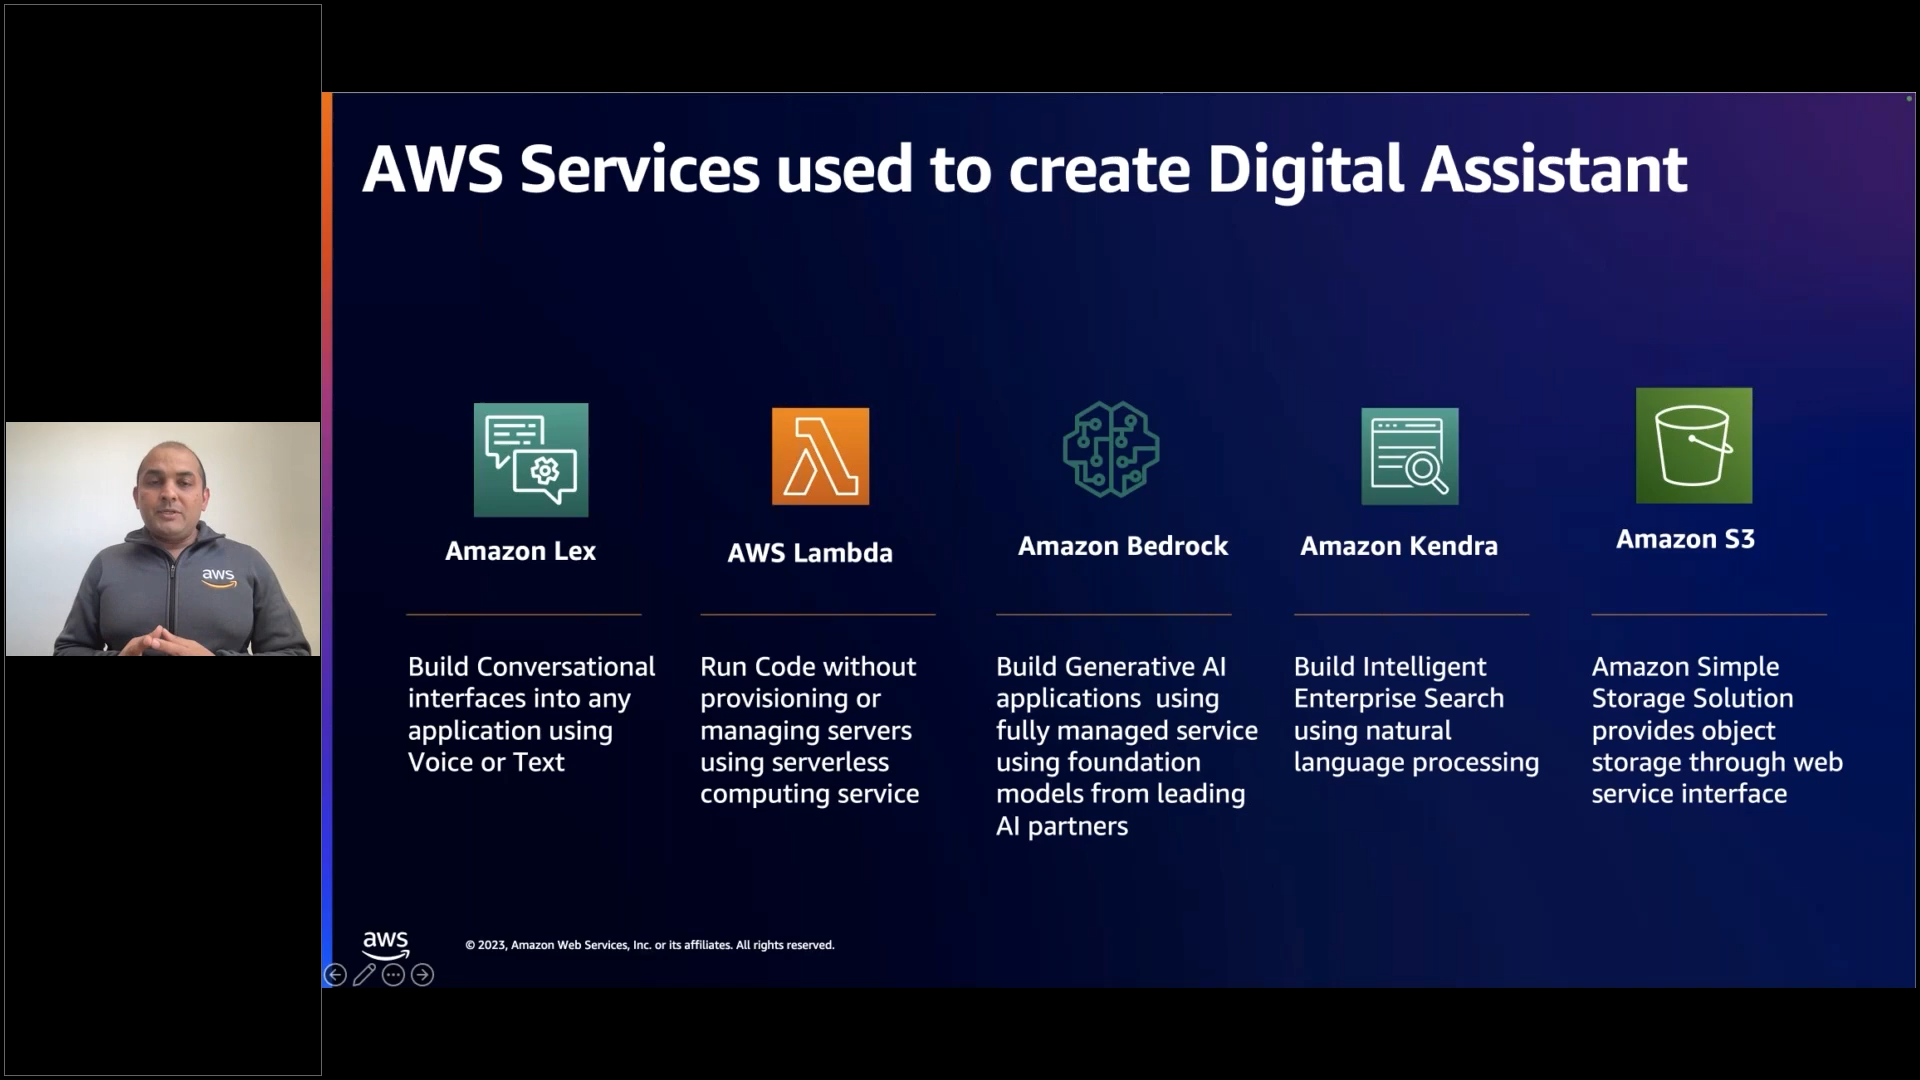 AWS Services used to create Digital Assistant
aws
Amazon Lex
AWS Lambda
Amazon Bedrock
Amazon Kendra
Amazon S3
Build Conversational
interfaces into any
application using
Voice or Text
Run Code without
provisioning or
managing servers
using serverless
computing service
Build Generative AI
applications using
fully managed service
using foundation
models from leading
AI partners
Build Intelligent
Enterprise Search
using natural
language processing
Amazon Simple
Storage Solution
provides object
storage through web
service interface
aws
© 2023, Amazon Web Services, Inc. or its affiliates. All rights reserved.